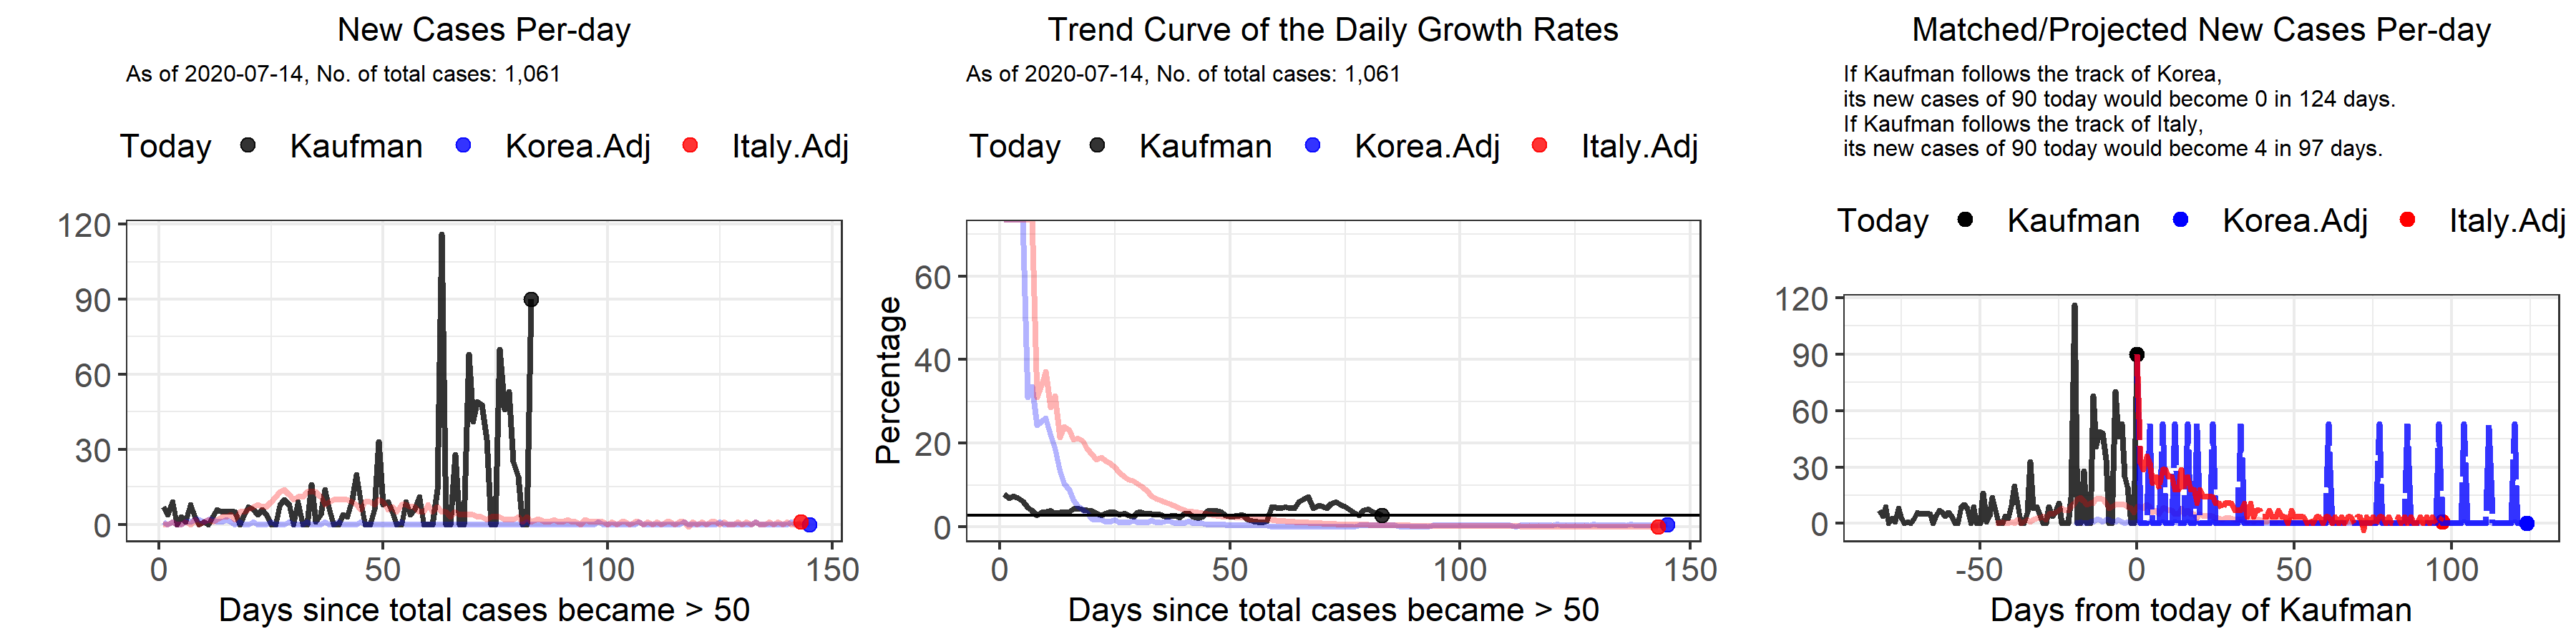 New Cases Per-day
As of 2020-07-14, No. of total cases: 1,061
Today Kaufman Korea.Adj Italy.Adj
120
90
60
30
0
0 50 100 150
Days since total cases became > 50
Trend Curve of the Daily Growth Rates
As of 2020-07-14, No. of total cases: 1,061
Today Kaufman Korea.Adj Italy.Adj
Percentage
60
40
20
0
0 50 100 150
Days since total cases became > 50
Matched/Projected New Cases Per-day
If Kaufman follows the track of Korea,
its new cases of 90 today would become 0 in 124 days.
If Kaufman follows the track of Italy,
its new cases of 90 today would become 4 in 97 days.
Today Kaufman Korea.Adj Italy.Adj
120
90
60
30
0
-50 0 50 100
Days from today of Kaufman